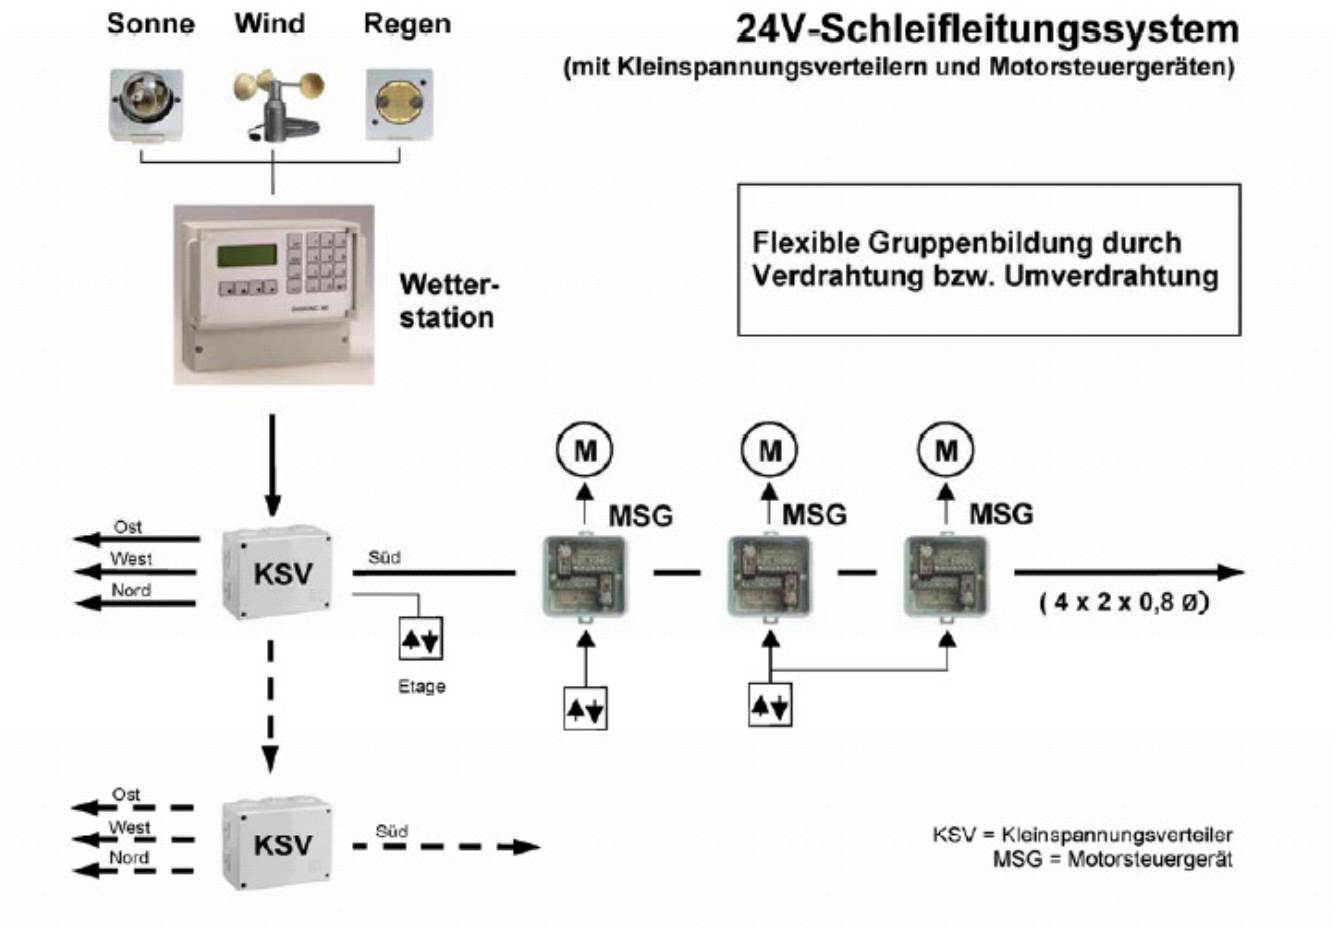 Sonne Wind Regen
24V-Schleifleitungssystem
(mit Kleinspannungsverteilern und Motorsteuergeräten)
Flexible Gruppenbildung durch
Verdrahtung bzw. Umverdrahtung
Wetter-
station
M M M
MSG MSG MSG
Ost
West
Nord
KSV
Süd
( 4 x 2 x 0,8 Ø)
Etage
Ost
West
Nord
KSV
Süd
KSV = Kleinspannungsverteiler
MSG = Motorsteuergerät